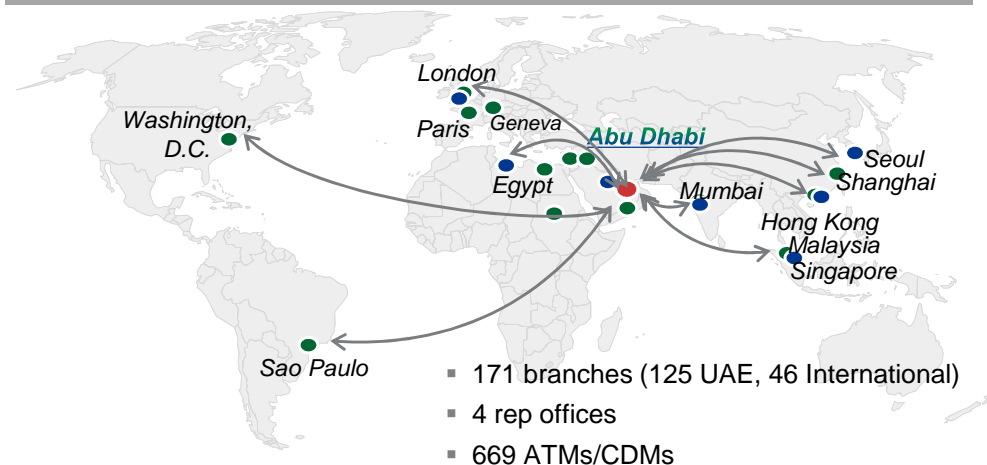 London
Washington,
D.C.
Paris
Geneva
Abu Dhabi
Egypt
Mumbai
Seoul
Shanghai
Hong Kong
Malaysia
Singapore
Sao Paulo
▪ 171 branches (125 UAE, 46 International)
▪ 4 rep offices
▪ 669 ATMs/CDMs